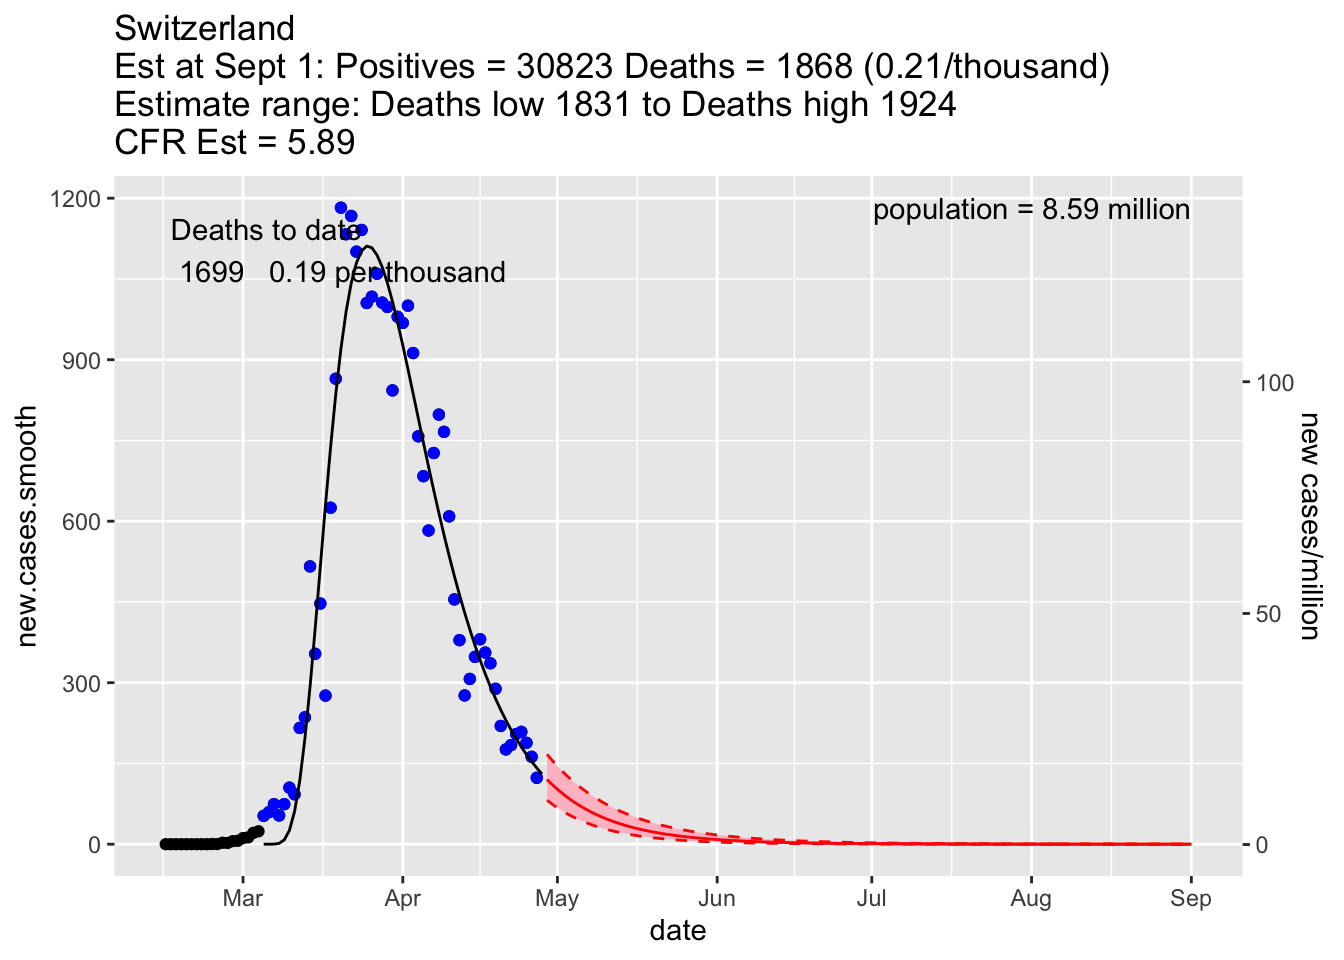 Switzerland
Est at Sept 1: Positives = 30823 Deaths = 1868 (0.21/thousand)
Estimate range: Deaths low 1831 to Deaths high 1924
CFR Est = 5.89
population = 8.59 million
Deaths to date
1699 0.19 per thousand
1200
900
600
300
0
new.cases.smooth
100
50
0
new cases/million
Mar Apr May Jun Jul Aug Sep
date